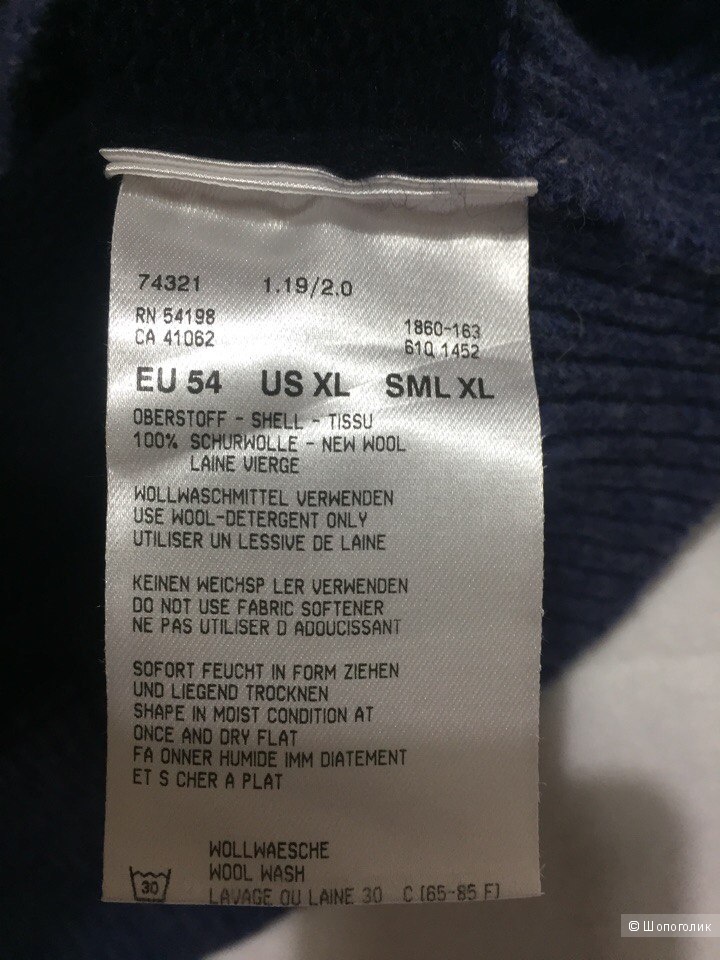 74321 1.19/2.0
RN 54198
CA 41062
1860-163
610 1452
EU 54 US XL SML XL
OBERSTOFF - SHELL - TISSU
100% SCHURWOLLE - NEW WOOL
LAINE VIERGE
WOLLWASCHMITTEL VERWENDEN
USE WOOL-DETERGENT ONLY
UTILISER UN LESSIVE DE LAINE
KEINEN WEICHSP LER VERWENDEN
DO NOT USE FABRIC SOFTENER
NE PAS UTILISER D ADOUCISSANT
SOFORT FEUCHT IN FORM ZIEHEN
UND LIEGEND TROCKNEN
SHAPE IN MOIST CONDITION AT
ONCE AND DRY FLAT
FA ONNER HUMIDE IMM DIATEMENT
ET S CHER A PLAT
WOLLWAESCHE
WOOL WASH
30 LAVAGE OU LAINE 30 C (65-85 F)
© Шопоголик